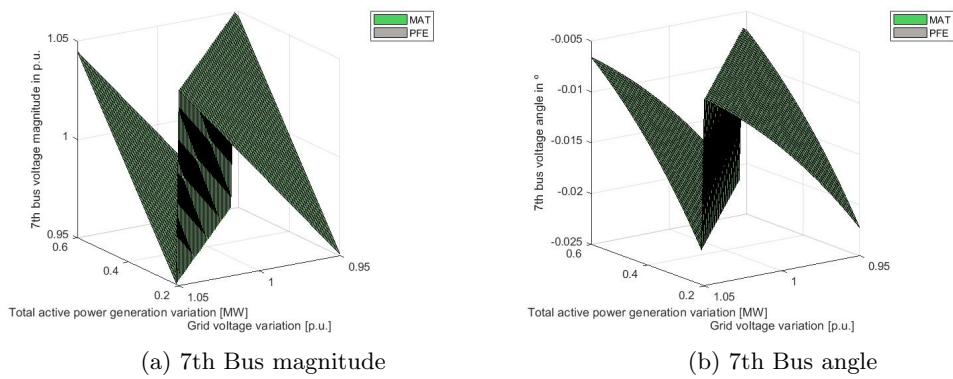 MAT
PFE
1.05
1
0.95
7th Bus voltage magnitude in p.u.
0.6
0.4
0.2
1.05
1
0.95
Total active power generation variation [MW]
Grid voltage variation [p.u.]
(a) 7th Bus magnitude
MAT
PFE
-0.005
-0.01
-0.015
-0.02
-0.025
7th bus voltage angle in º
0.6
0.4
0.2
1.05
1
0.95
Total active power generation variation [MW]
Grid voltage variation [p.u.]
(b) 7th Bus angle